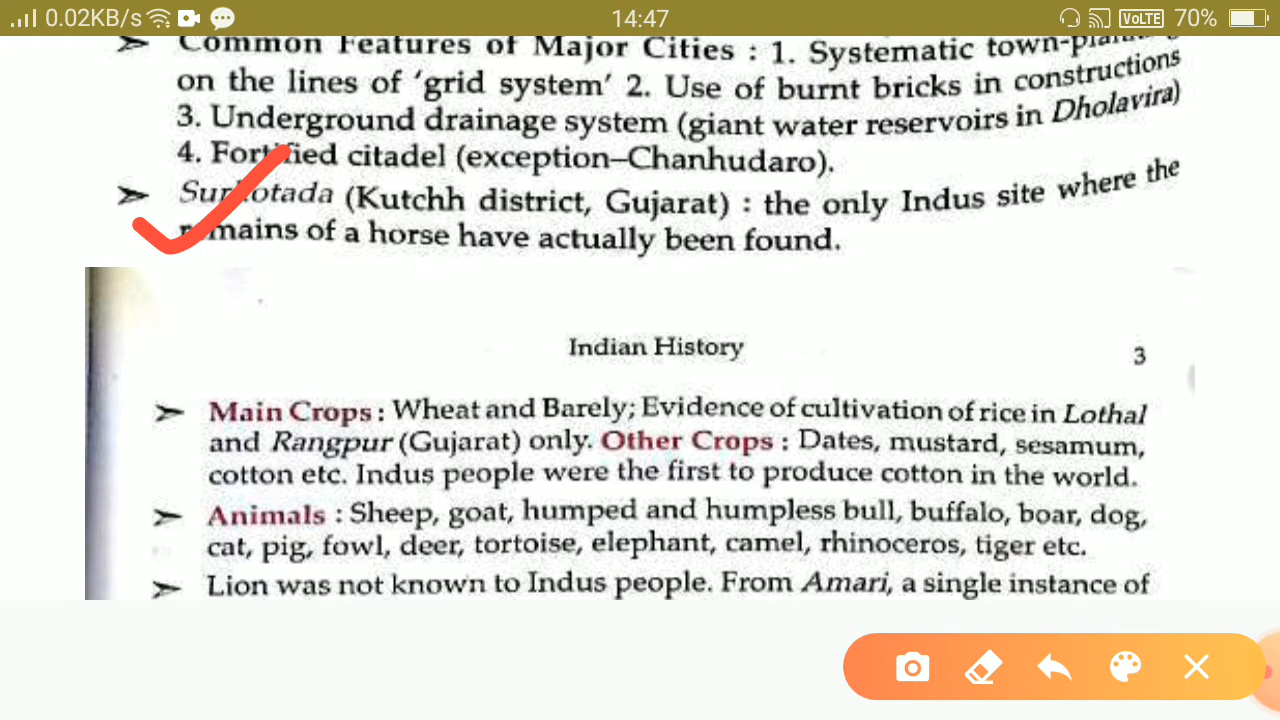 0.02KB/s 14:47 VoLTE 70%
➤ Common Features of Major Cities : 1. Systematic town-planning
on the lines of ‘grid system’ 2. Use of burnt bricks in constructions
3. Underground drainage system (giant water reservoirs in Dholavira)
4. Fortified citadel (exception–Chanhudaro).
➤ Surkotada (Kutchh district, Gujarat) : the only Indus site where the
remains of a horse have actually been found.
Indian History 3
➤ Main Crops : Wheat and Barely; Evidence of cultivation of rice in Lothal
and Rangpur (Gujarat) only. Other Crops : Dates, mustard, sesamum,
cotton etc. Indus people were the first to produce cotton in the world.
➤ Animals : Sheep, goat, humped and humpless bull, buffalo, boar, dog,
cat, pig, fowl, deer, tortoise, elephant, camel, rhinoceros, tiger etc.
➤ Lion was not known to Indus people. From Amari, a single instance of